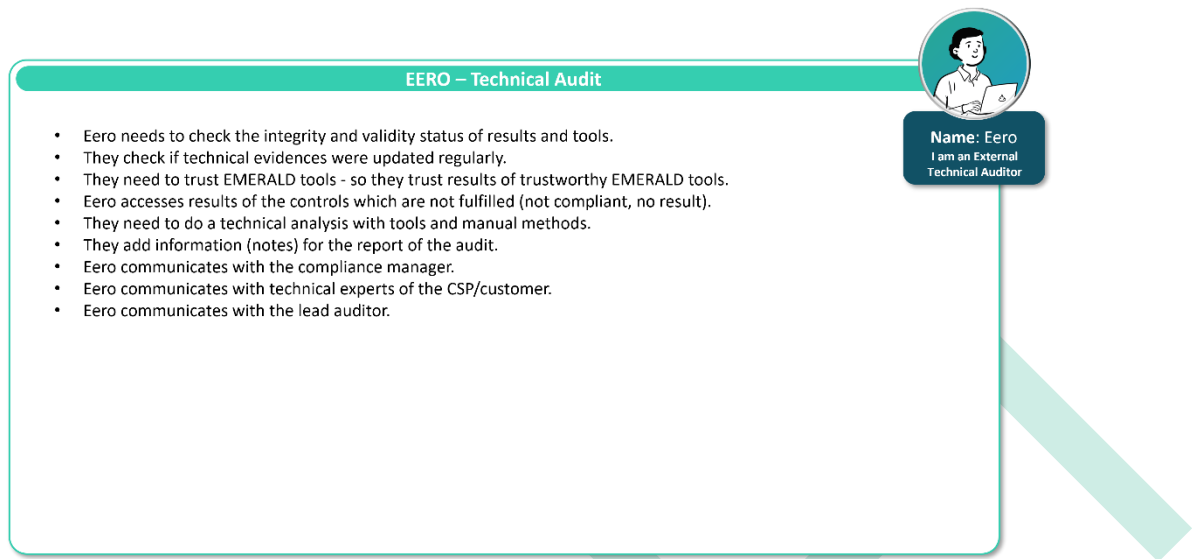 EERO – Technical Audit
• Eero needs to check the integrity and validity status of results and tools.
• They check if technical evidences were updated regularly.
• They need to trust EMERALD tools - so they trust results of trustworthy EMERALD tools.
• Eero accesses results of the controls which are not fulfilled (not compliant, no result).
• They need to do a technical analysis with tools and manual methods.
• They add information (notes) for the report of the audit.
• Eero communicates with the compliance manager.
• Eero communicates with technical experts of the CSP/customer.
• Eero communicates with the lead auditor.
Name: Eero
I am an External
Technical Auditor